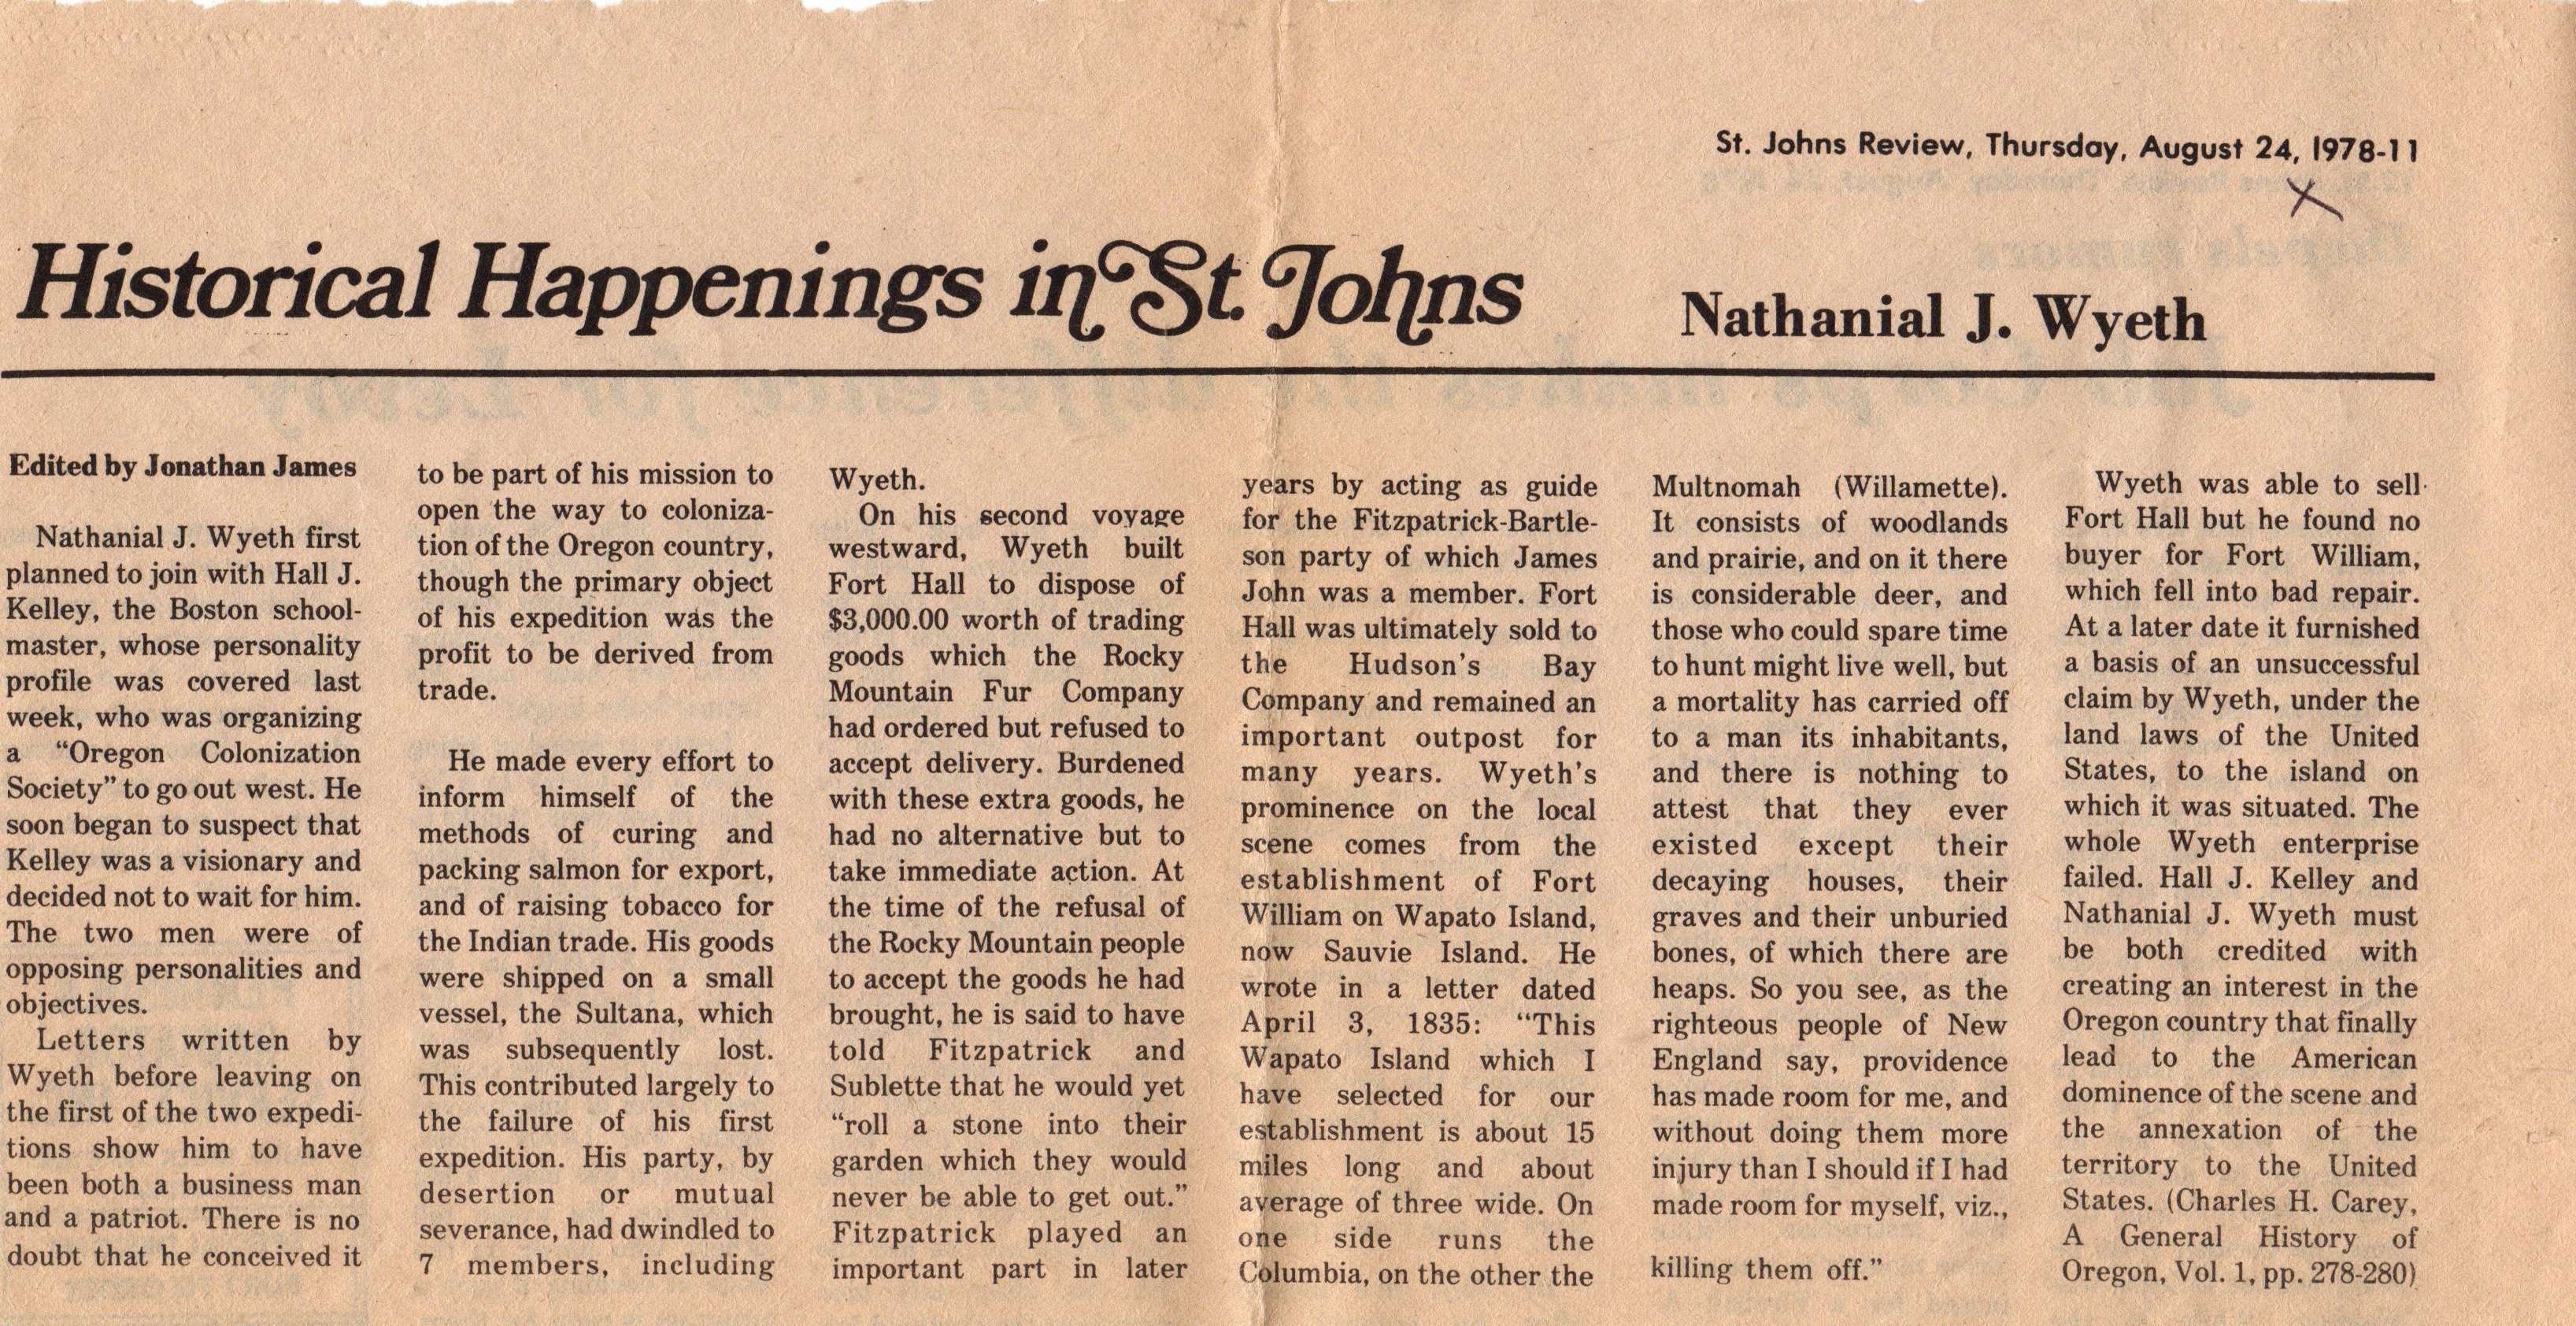 St. Johns Review, Thursday, August 24, 1978-11
Historical Happenings in St. Johns
Nathanial J. Wyeth
Edited by Jonathan James
Nathanial J. Wyeth first
planned to join with Hall J.
Kelley, the Boston school-
master, whose personality
profile was covered last
week, who was organizing
a "Oregon Colonization
Society" to go out west. He
soon began to suspect that
Kelley was a visionary and
decided not to wait for him.
The two men were of
opposing personalities and
objectives.
Letters written by
Wyeth before leaving on
the first of the two expedi-
tions show him to have
been both a business man
and a patriot. There is no
doubt that he conceived it
to be part of his mission to
open the way to coloniza-
tion of the Oregon country,
though the primary object
of his expedition was the
profit to be derived from
trade.
He made every effort to
inform himself of the
methods of curing and
packing salmon for export,
and of raising tobacco for
the Indian trade. His goods
were shipped on a small
vessel, the Sultana, which
was subsequently lost.
This contributed largely to
the failure of his first
expedition. His party, by
desertion or mutual
severance, had dwindled to
7 members, including
Wyeth.
On his second voyage
westward, Wyeth built
Fort Hall to dispose of
$3,000.00 worth of trading
goods which the Rocky
Mountain Fur Company
had ordered but refused to
accept delivery. Burdened
with these extra goods, he
had no alternative but to
take immediate action. At
the time of the refusal of
the Rocky Mountain people
to accept the goods he had
brought, he is said to have
told Fitzpatrick and
Sublette that he would yet
"roll a stone into their
garden which they would
never be able to get out."
Fitzpatrick played an
important part in later
years by acting as guide
for the Fitzpatrick-Bartle-
son party of which James
John was a member. Fort
Hall was ultimately sold to
the Hudson's Bay
Company and remained an
important outpost for
many years. Wyeth's
prominence on the local
scene comes from the
establishment of Fort
William on Wapato Island,
now Sauvie Island. He
wrote in a letter dated
April 3, 1835: "This
Wapato Island which I
have selected for our
establishment is about 15
miles long and about
average of three wide. On
one side runs the
Columbia, on the other the
Multnomah (Willamette).
It consists of woodlands
and prairie, and on it there
is considerable deer, and
those who could spare time
to hunt might live well, but
a mortality has carried off
to a man its inhabitants,
and there is nothing to
attest that they ever
existed except their
decaying houses, their
graves and their unburied
bones, of which there are
heaps. So you see, as the
righteous people of New
England say, providence
has made room for me, and
without doing them more
injury than I should if I had
made room for myself, viz.,
killing them off."
Wyeth was able to sell
Fort Hall but he found no
buyer for Fort William,
which fell into bad repair.
At a later date it furnished
a basis of an unsuccessful
claim by Wyeth, under the
land laws of the United
States, to the island on
which it was situated. The
whole Wyeth enterprise
failed. Hall J. Kelley and
Nathanial J. Wyeth must
be both credited with
creating an interest in the
Oregon country that finally
lead to the American
dominence of the scene and
the annexation of the
territory to the United
States. (Charles H. Carey,
A General History of
Oregon, Vol. 1, pp. 278-280)